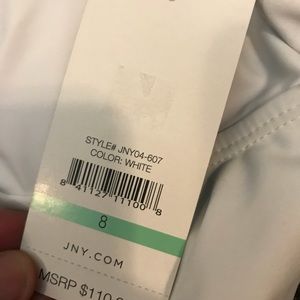 STYLE# JNY04-607
COLOR: WHITE
8 41127 11100 8
8
JNY.COM
MSRP $110.